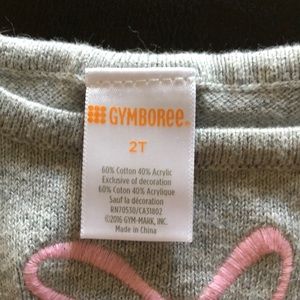 GYMBOREE®
2T
60% Cotton 40% Acrylic
Exclusive of decoration
60% Coton 40% Acrylique
Sauf la décoration
RN70530/CA31802
©2016 GYM-MARK, INC.
Made in China